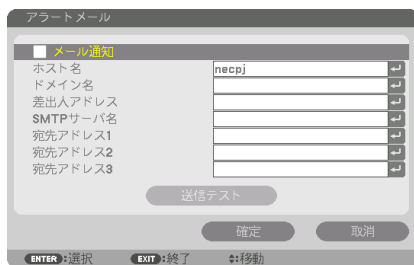 アラートメール
メール通知
ホスト名 necpj
ドメイン名
差出人アドレス
SMTPサーバ名
宛先アドレス1
宛先アドレス2
宛先アドレス3
送信テスト
確定 取消
ENTER:選択 EXIT:終了 :移動